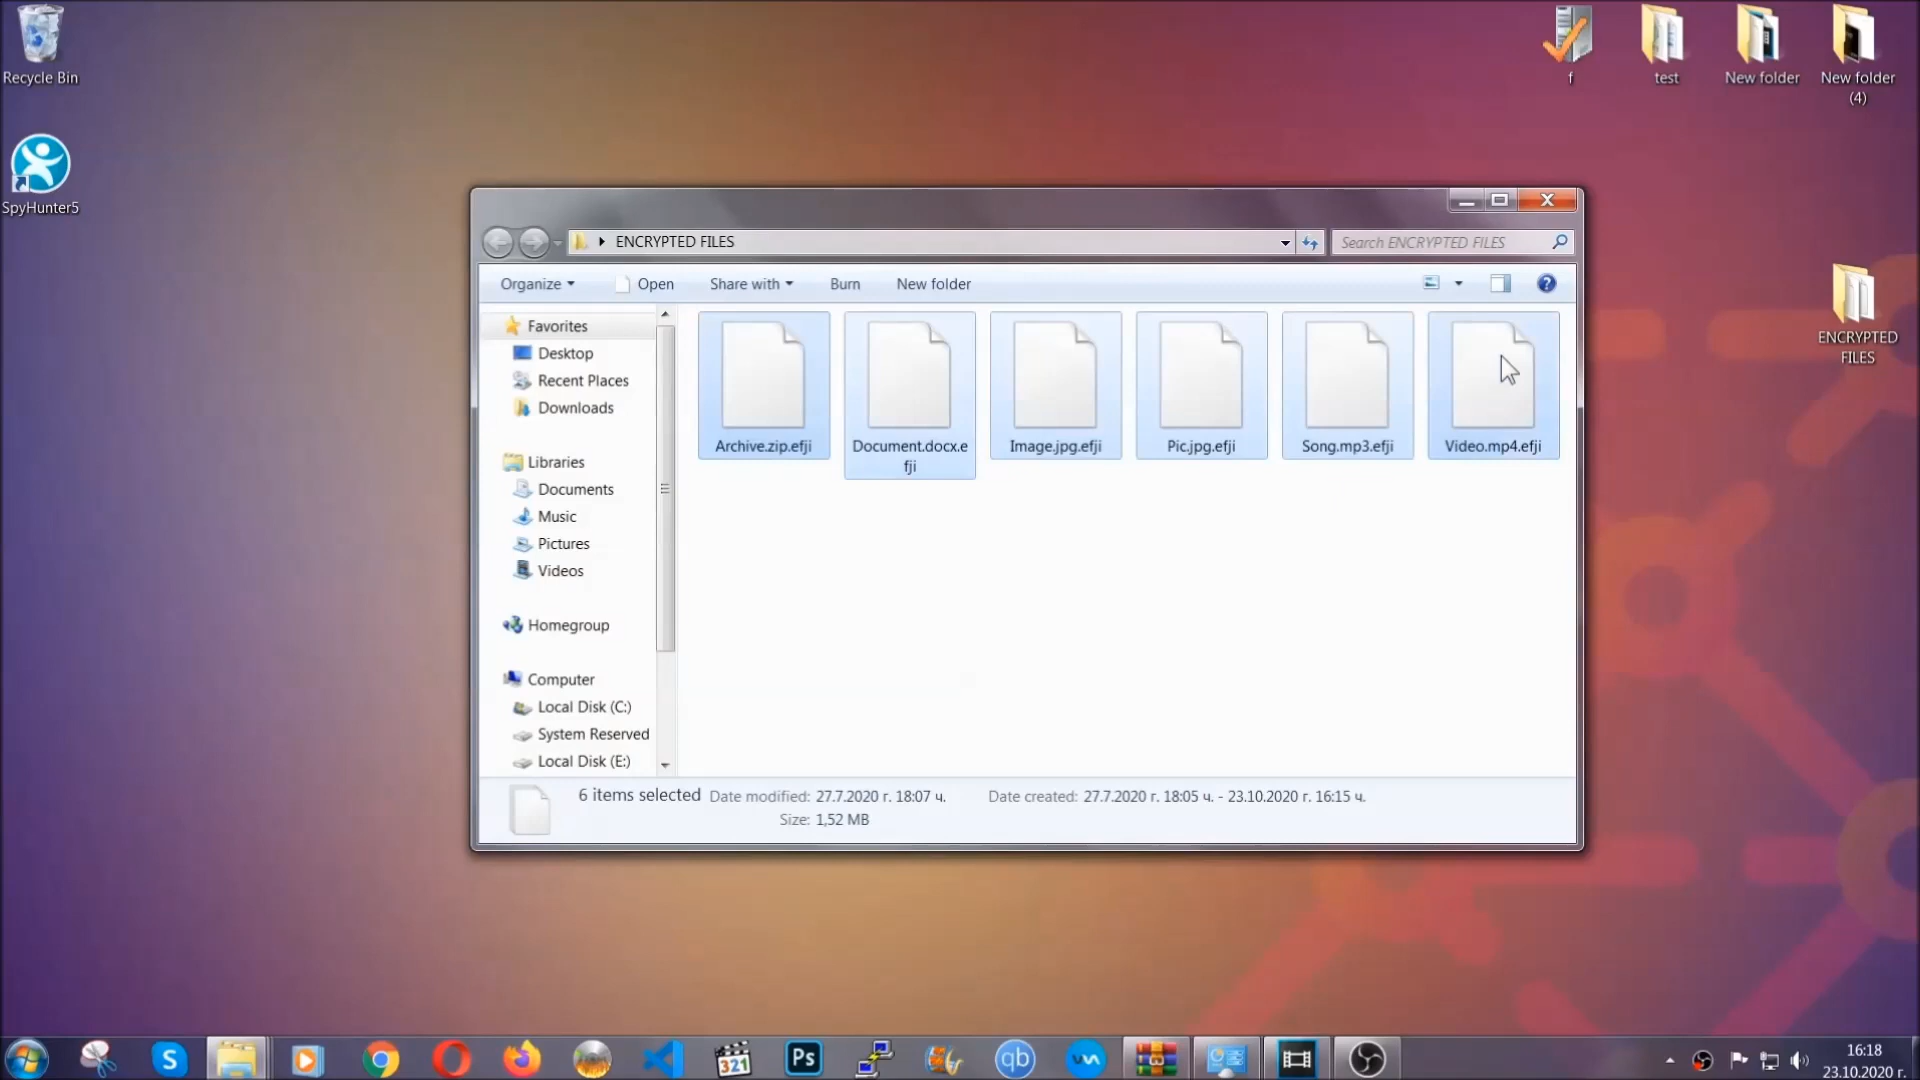 Recycle Bin
SpyHunter5
f
test
New folder
New folder
(4)
ENCRYPTED
FILES
ENCRYPTED FILES
Search ENCRYPTED FILES
Organize
Open
Share with
Burn
New folder
Favorites
Desktop
Recent Places
Downloads
Libraries
Documents
Music
Pictures
Videos
Homegroup
Computer
Local Disk (C:)
System Reserved
Local Disk (E:)
Archive.zip.efji
Document.docx.e
fji
Image.jpg.efji
Pic.jpg.efji
Song.mp3.efji
Video.mp4.efji
6 items selected Date modified: 27.7.2020 г. 18:07 ч. Date created: 27.7.2020 г. 18:05 ч. - 23.10.2020 г. 16:15 ч.
Size: 1,52 MB
S
321
Ps
qb
16:18
23.10.2020 г.